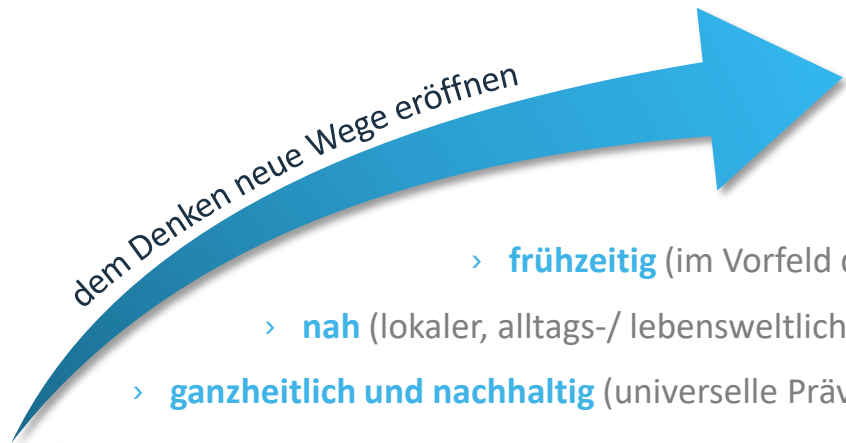 dem Denken neue Wege eröffnen
› frühzeitig (im Vorfeld
› nah (lokaler, alltags-/ lebensweltlich
› ganzheitlich und nachhaltig (universelle Präv